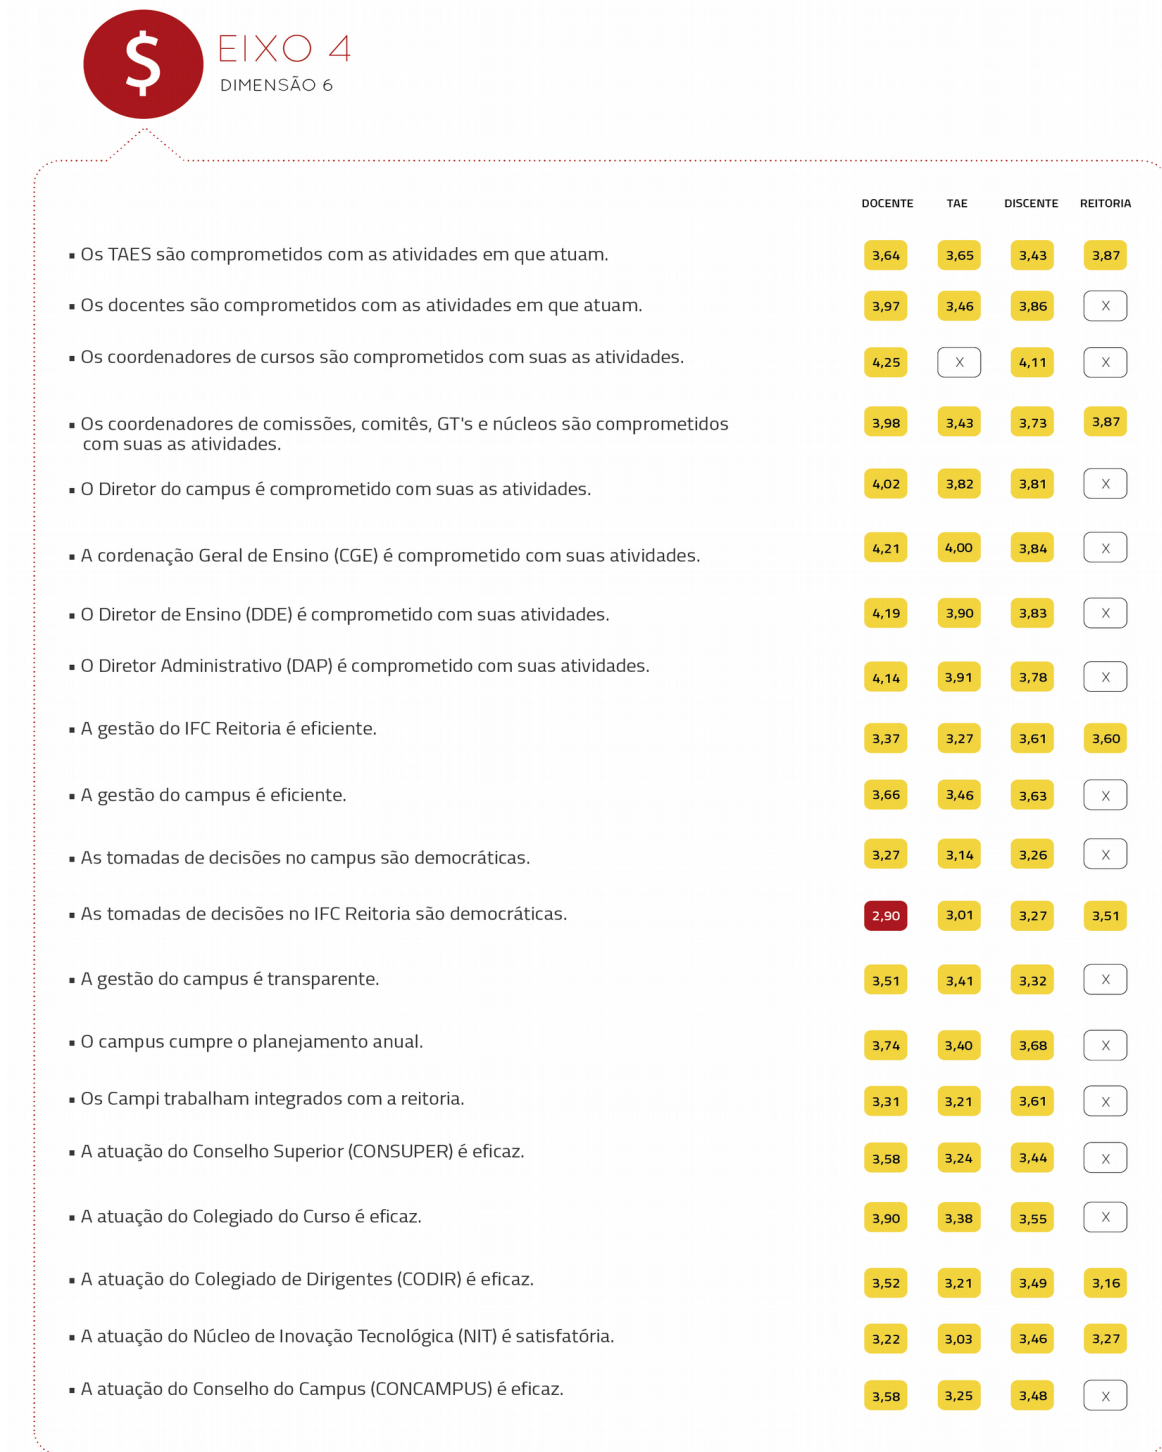 $
EIXO 4
DIMENSÃO 6
DOCENTE TAE DISCENTE REITORIA
▪ Os TAES são comprometidos com as atividades em que atuam. 3,64 3,65 3,43 3,87
▪ Os docentes são comprometidos com as atividades em que atuam. 3,97 3,46 3,86 X
▪ Os coordenadores de cursos são comprometidos com suas as atividades. 4,25 X 4,11 X
▪ Os coordenadores de comissões, comitês, GT's e núcleos são comprometidos 3,98 3,43 3,73 3,87
com suas as atividades.
▪ O Diretor do campus é comprometido com suas as atividades. 4,02 3,82 3,81 X
▪ A cordenação Geral de Ensino (CGE) é comprometido com suas atividades. 4,21 4,00 3,84 X
▪ O Diretor de Ensino (DDE) é comprometido com suas atividades. 4,19 3,90 3,83 X
▪ O Diretor Administrativo (DAP) é comprometido com suas atividades. 4,14 3,91 3,78 X
▪ A gestão do IFC Reitoria é eficiente. 3,37 3,27 3,61 3,60
▪ A gestão do campus é eficiente. 3,66 3,46 3,63 X
▪ As tomadas de decisões no campus são democráticas. 3,27 3,14 3,26 X
▪ As tomadas de decisões no IFC Reitoria são democráticas. 2,90 3,01 3,27 3,51
▪ A gestão do campus é transparente. 3,51 3,41 3,32 X
▪ O campus cumpre o planejamento anual. 3,74 3,40 3,68 X
▪ Os Campi trabalham integrados com a reitoria. 3,31 3,21 3,61 X
▪ A atuação do Conselho Superior (CONSUPER) é eficaz. 3,58 3,24 3,44 X
▪ A atuação do Colegiado do Curso é eficaz. 3,90 3,38 3,55 X
▪ A atuação do Colegiado de Dirigentes (CODIR) é eficaz. 3,52 3,21 3,49 3,16
▪ A atuação do Núcleo de Inovação Tecnológica (NIT) é satisfatória. 3,22 3,03 3,46 3,27
▪ A atuação do Conselho do Campus (CONCAMPUS) é eficaz. 3,58 3,25 3,48 X